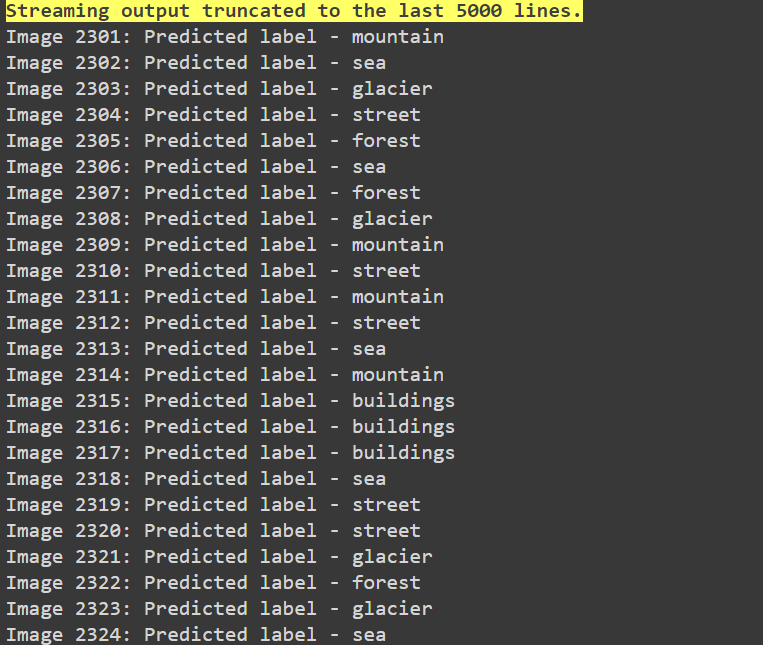 Streaming output truncated to the last 5000 lines.
Image 2301: Predicted label - mountain
Image 2302: Predicted label - sea
Image 2303: Predicted label - glacier
Image 2304: Predicted label - street
Image 2305: Predicted label - forest
Image 2306: Predicted label - sea
Image 2307: Predicted label - forest
Image 2308: Predicted label - glacier
Image 2309: Predicted label - mountain
Image 2310: Predicted label - street
Image 2311: Predicted label - mountain
Image 2312: Predicted label - street
Image 2313: Predicted label - sea
Image 2314: Predicted label - mountain
Image 2315: Predicted label - buildings
Image 2316: Predicted label - buildings
Image 2317: Predicted label - buildings
Image 2318: Predicted label - sea
Image 2319: Predicted label - street
Image 2320: Predicted label - street
Image 2321: Predicted label - glacier
Image 2322: Predicted label - forest
Image 2323: Predicted label - glacier
Image 2324: Predicted label - sea